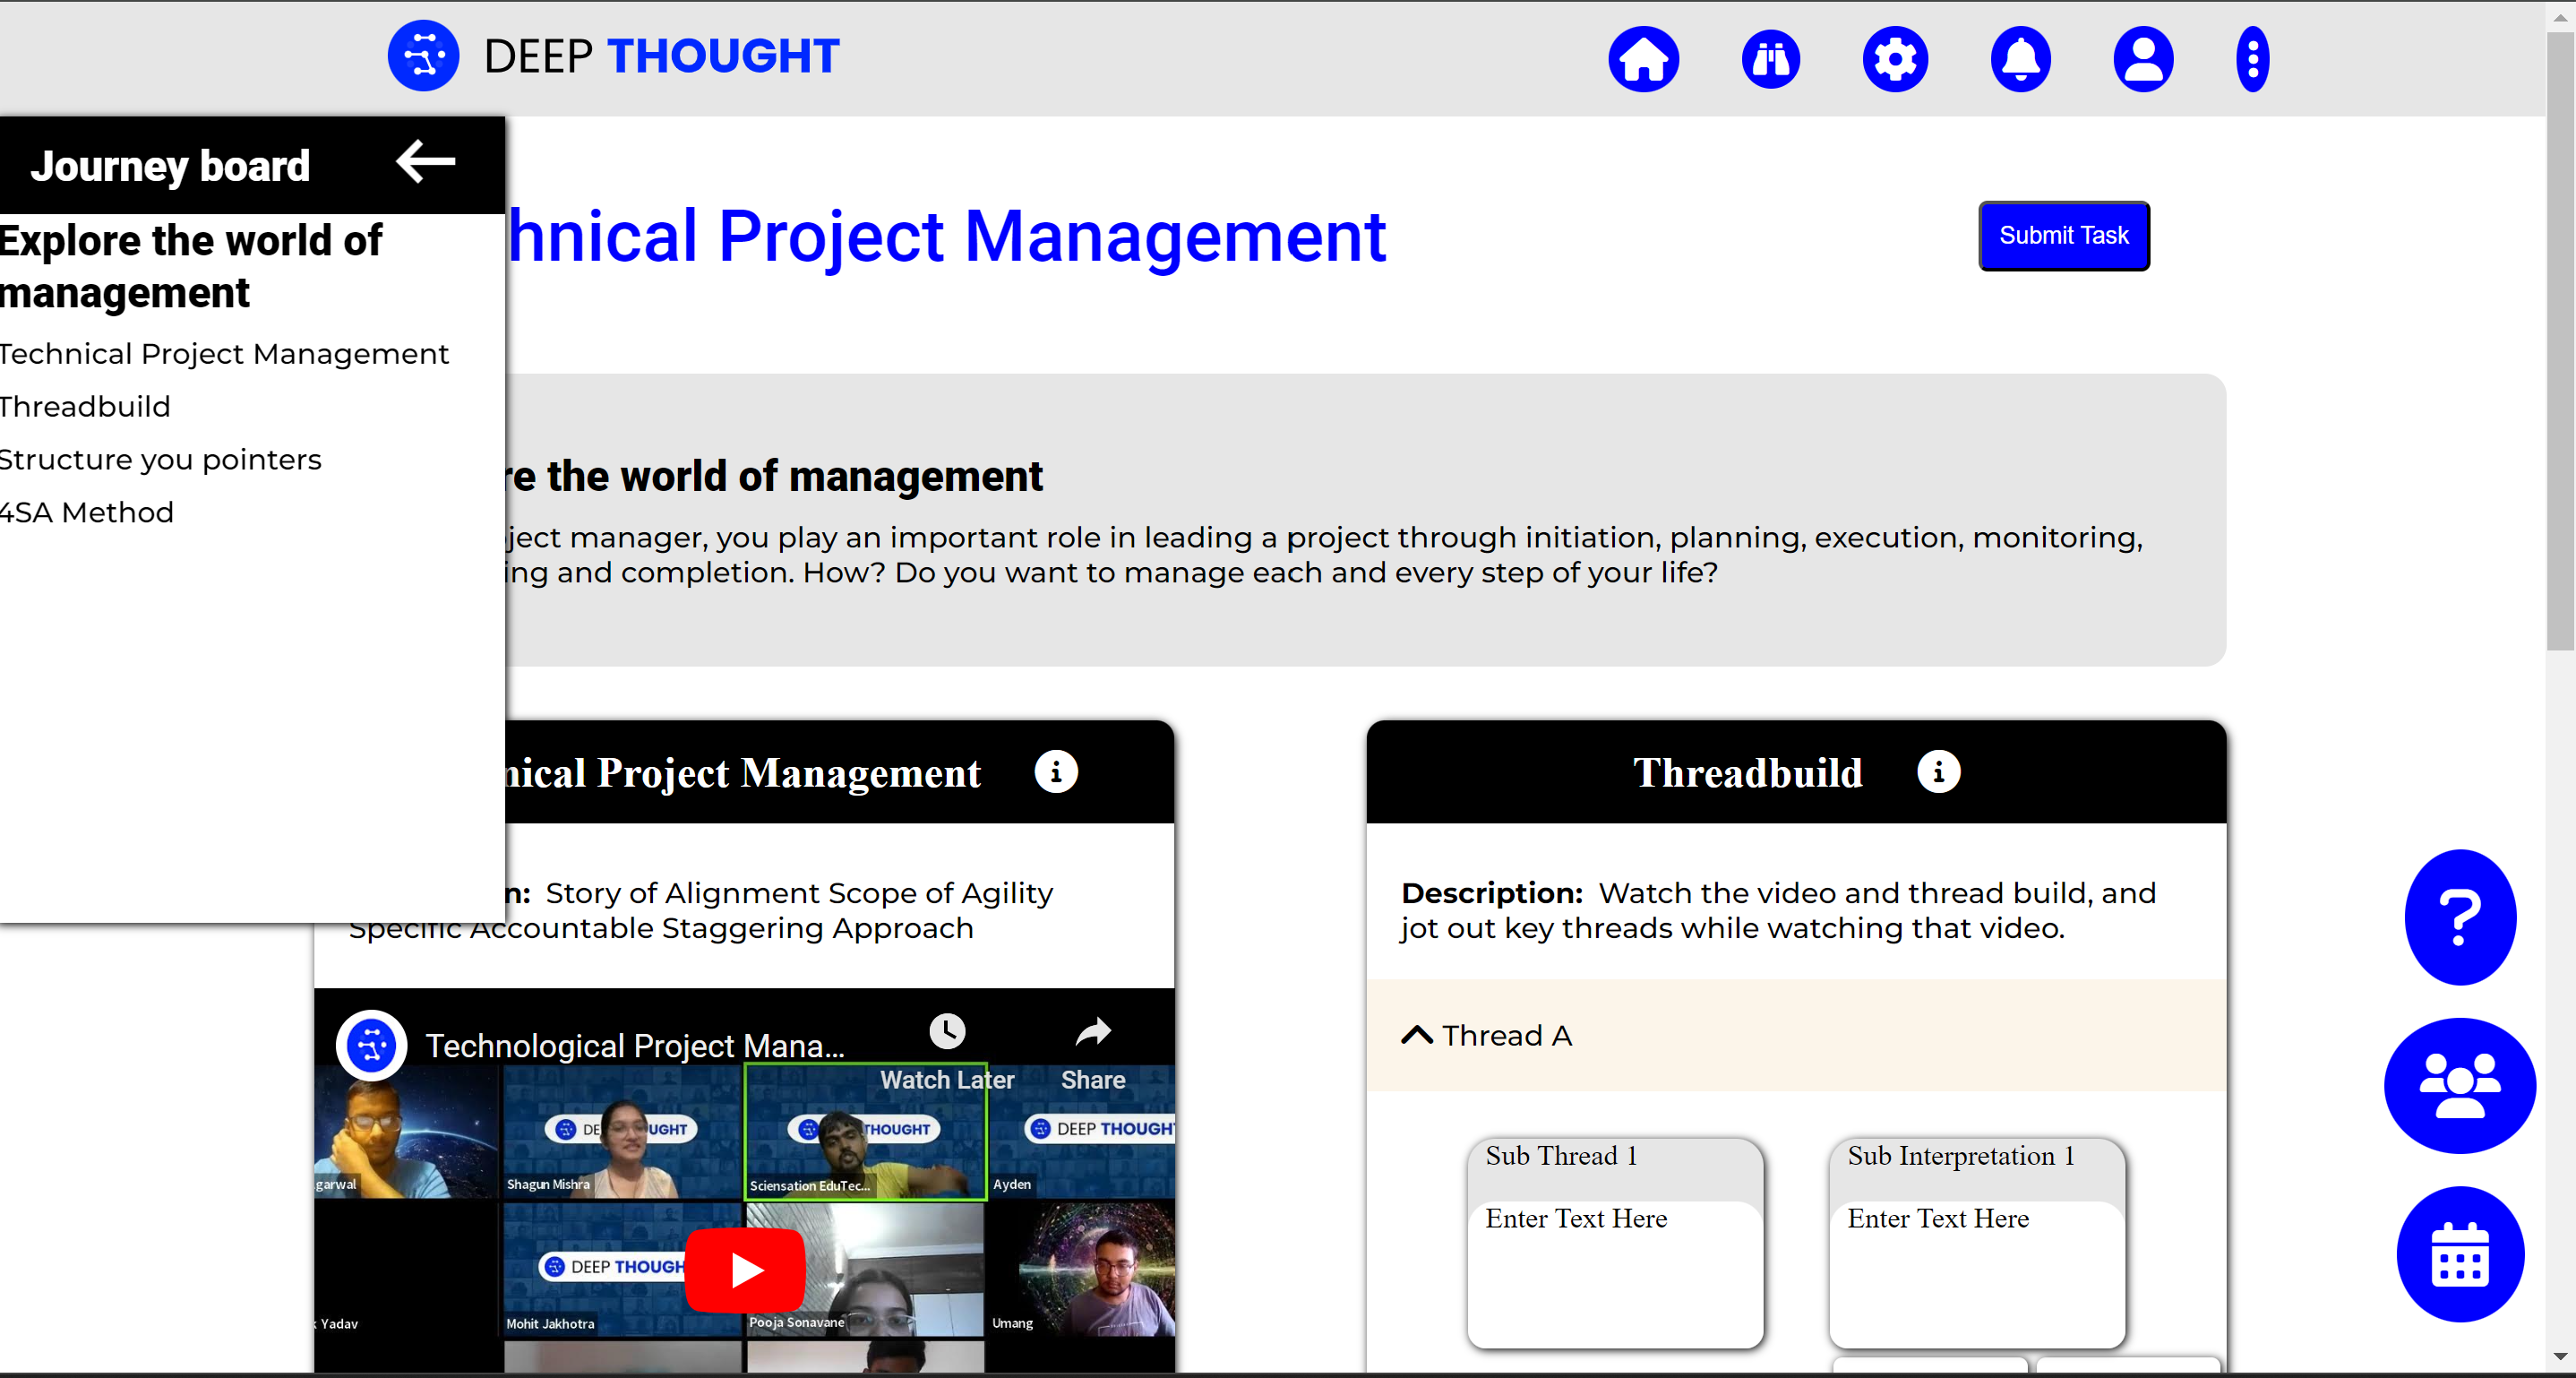 DEEP THOUGHT
Journey board
Explore the world of
management
Technical Project Management
Threadbuild
Structure you pointers
4SA Method
hnical Project Management
Submit Task
re the world of management
ject manager, you play an important role in leading a project through initiation, planning, execution, monitoring,
ing and completion. How? Do you want to manage each and every step of your life?
nical Project Management
n: Story of Alignment Scope of Agility
Specific Accountable Staggering Approach
Technological Project Mana...
Watch Later
Share
DE UGHT
THOUGHT
DEEP THOUGH
garwal
Shagun Mishra
Sciensation EduTec...
Ayden
DEEP THOUGH
Yadav
Mohit Jakhotra
Pooja Sonavane
Umang
Threadbuild
Description: Watch the video and thread build, and
jot out key threads while watching that video.
Thread A
Sub Thread 1
Enter Text Here
Sub Interpretation 1
Enter Text Here